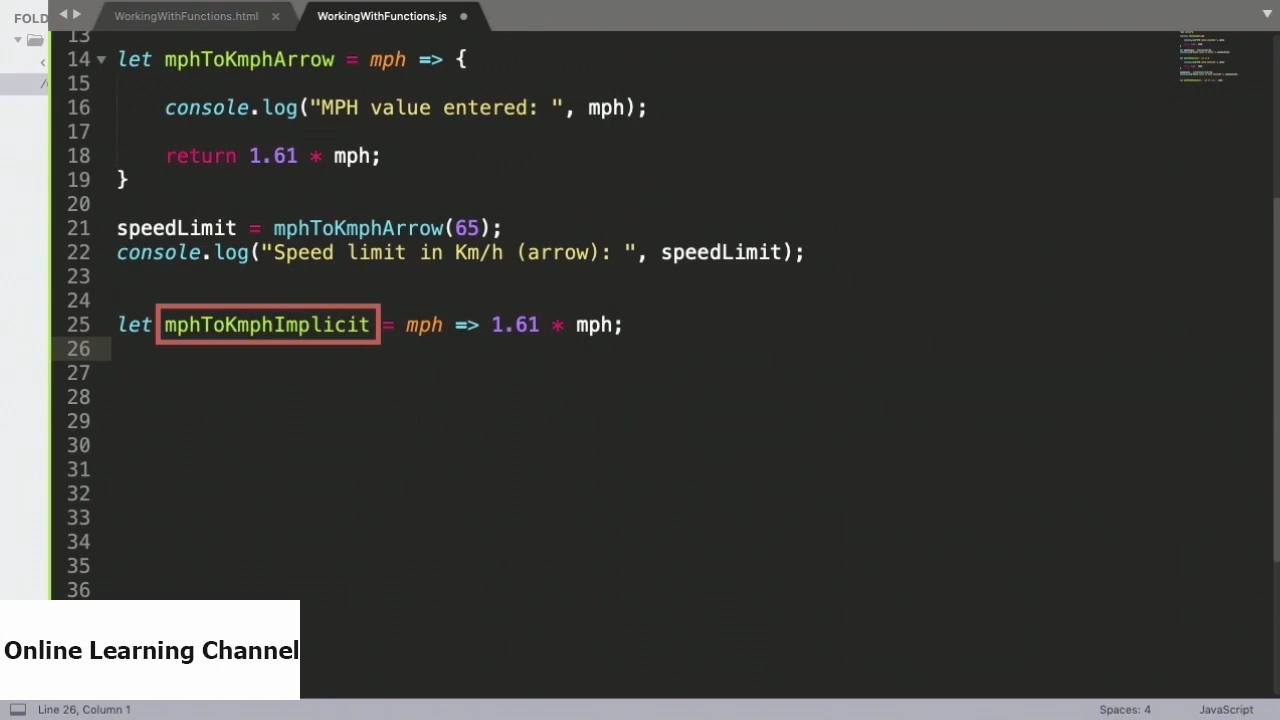 FOLD
WorkingWithFunctions.html
WorkingWithFunctions.js
13
14 let mphToKmphArrow = mph => {
15
16 console.log("MPH value entered: ", mph);
17
18 return 1.61 * mph;
19 }
20
21 speedLimit = mphToKmphArrow(65);
22 console.log("Speed limit in Km/h (arrow): ", speedLimit);
23
24
25 let mphToKmphImplicit = mph => 1.61 * mph;
26
27
28
29
30
31
32
33
34
35
36
Online Learning Channel
Line 26, Column 1 Spaces: 4 JavaScript